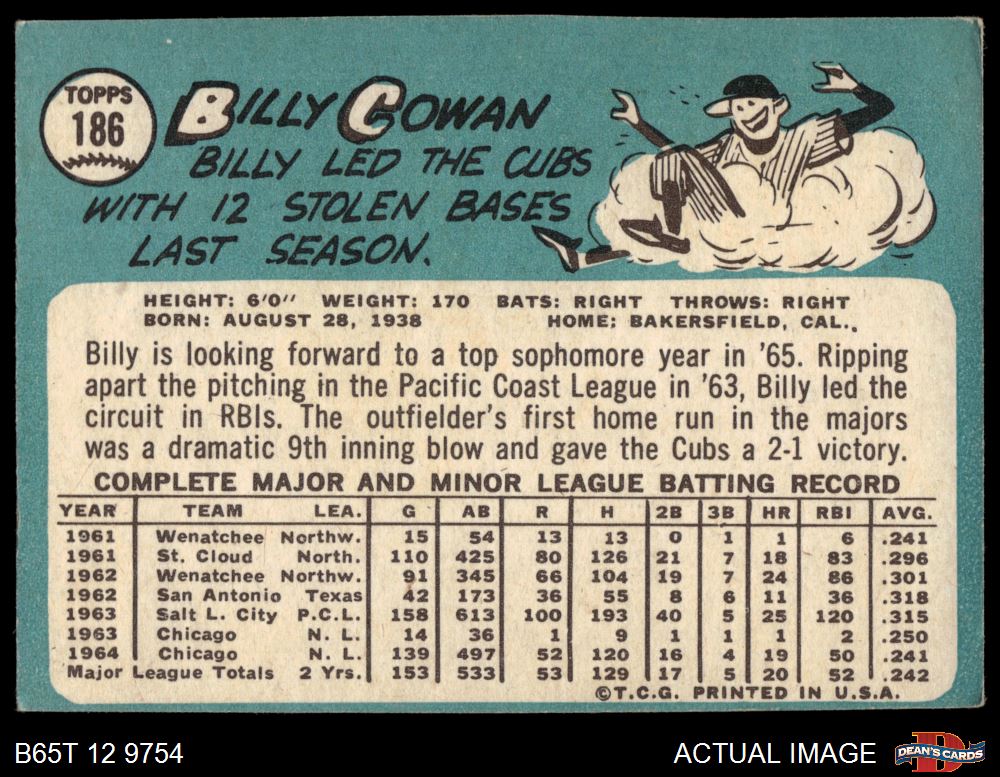 TOPPS
186
BILLY COWAN
BILLY LED THE CUBS
WITH 12 STOLEN BASES
LAST SEASON.
HEIGHT: 6'0" WEIGHT: 170 BATS: RIGHT THROWS: RIGHT
BORN: AUGUST 28, 1938 HOME: BAKERSFIELD, CAL.
Billy is looking forward to a top sophomore year in '65. Ripping
apart the pitching in the Pacific Coast League in '63, Billy led the
circuit in RBIs. The outfielder's first home run in the majors
was a dramatic 9th inning blow and gave the Cubs a 2-1 victory.
COMPLETE MAJOR AND MINOR LEAGUE BATTING RECORD
YEAR TEAM LEA. G AB R H 2B 3B HR RBI AVG.
1961 Wenatchee Northw. 15 54 13 13 0 1 1 6 .241
1961 St. Cloud North. 110 425 80 126 21 7 18 83 .296
1962 Wenatchee Northw. 91 345 66 104 19 7 24 86 .301
1962 San Antonio Texas 42 173 36 55 8 6 11 36 .318
1963 Salt L. City P.C.L. 158 613 100 193 40 5 25 120 .315
1963 Chicago N. L. 14 36 1 9 1 1 1 2 .250
1964 Chicago N. L. 139 497 52 120 16 4 19 50 .241
Major League Totals 2 Yrs. 153 533 53 129 17 5 20 52 .242
©T.C.G. PRINTED IN U.S.A.
B65T 12 9754 ACTUAL IMAGE DEAN'S CARDS